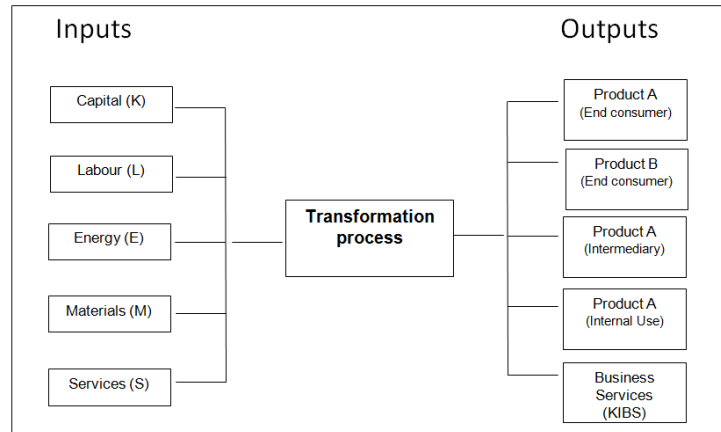 Inputs
Outputs
Capital (K)
Labour (L)
Energy (E)
Materials (M)
Services (S)
Transformation
process
Product A
(End consumer)
Product B
(End consumer)
Product A
(Intermediary)
Product A
(Internal Use)
Business
Services
(KIBS)